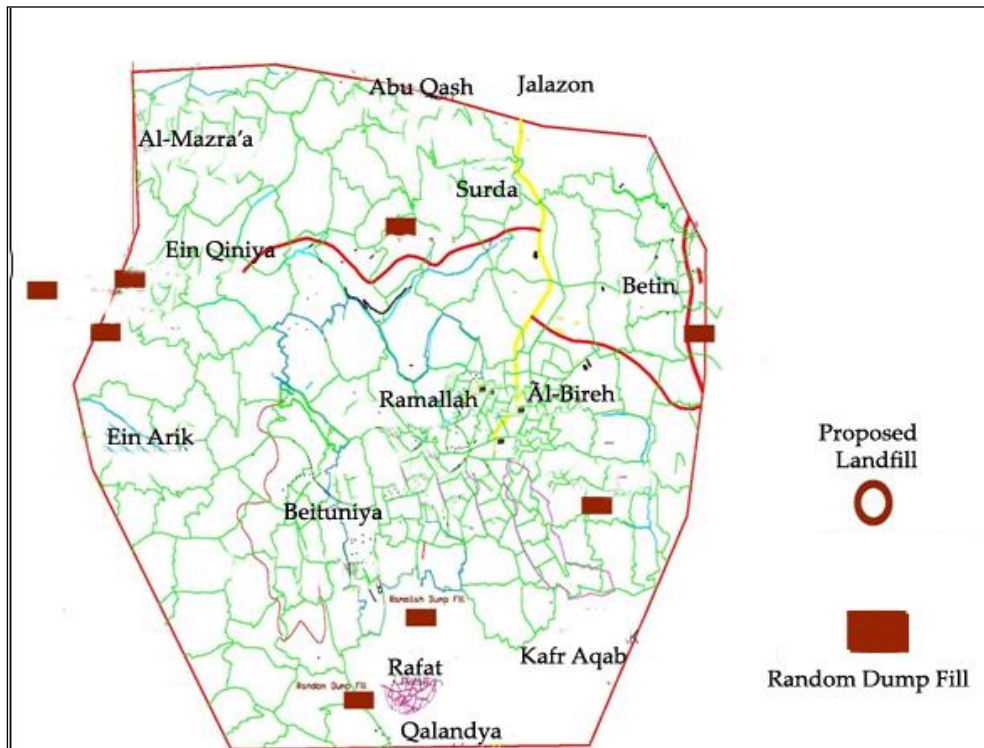 Abu Qash
Jalazon
Al-Mazra'a
Surda
Ein Qiniya
Betin
Ramallah
Āl-Bireh
Ein Arik
Proposed
Landfill
Beituniya
Ramallah Dump Fill
Kafr Aqab
Rafat
Random Dump Fill
Random Dump Fill
Qalandya